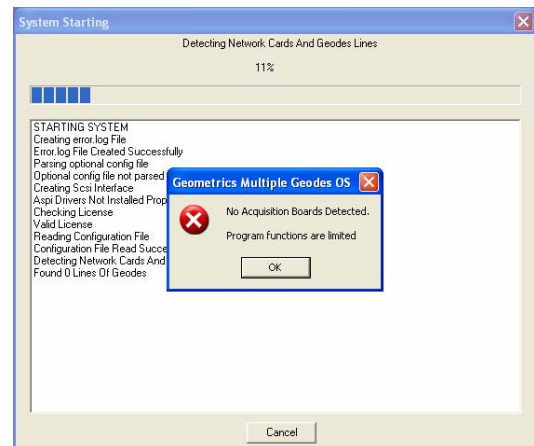 System Starting
Detecting Network Cards And Geodes Lines
11%
STARTING SYSTEM
Creating error.log File
Error.log File Created Successfully
Parsing optional config file
Optional config file not parsed
Creating Scsi Interface
Aspi Drivers Not Installed Prop
Checking License
Valid License
Reading Configuration File
Configuration File Read Succe
Detecting Network Cards And
Found 0 Lines Of Geodes
Geometrics Multiple Geodes OS
No Acquisition Boards Detected.
Program functions are limited
OK
Cancel